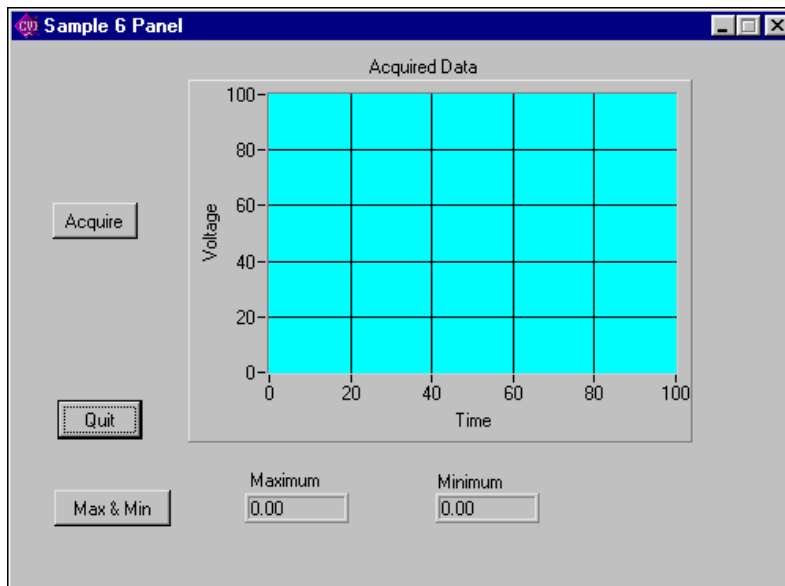 CVI Sample 6 Panel
Acquired Data
100
80
60
40
20
0
Voltage
0 20 40 60 80 100
Time
Acquire
Quit
Max & Min
Maximum
0.00
Minimum
0.00